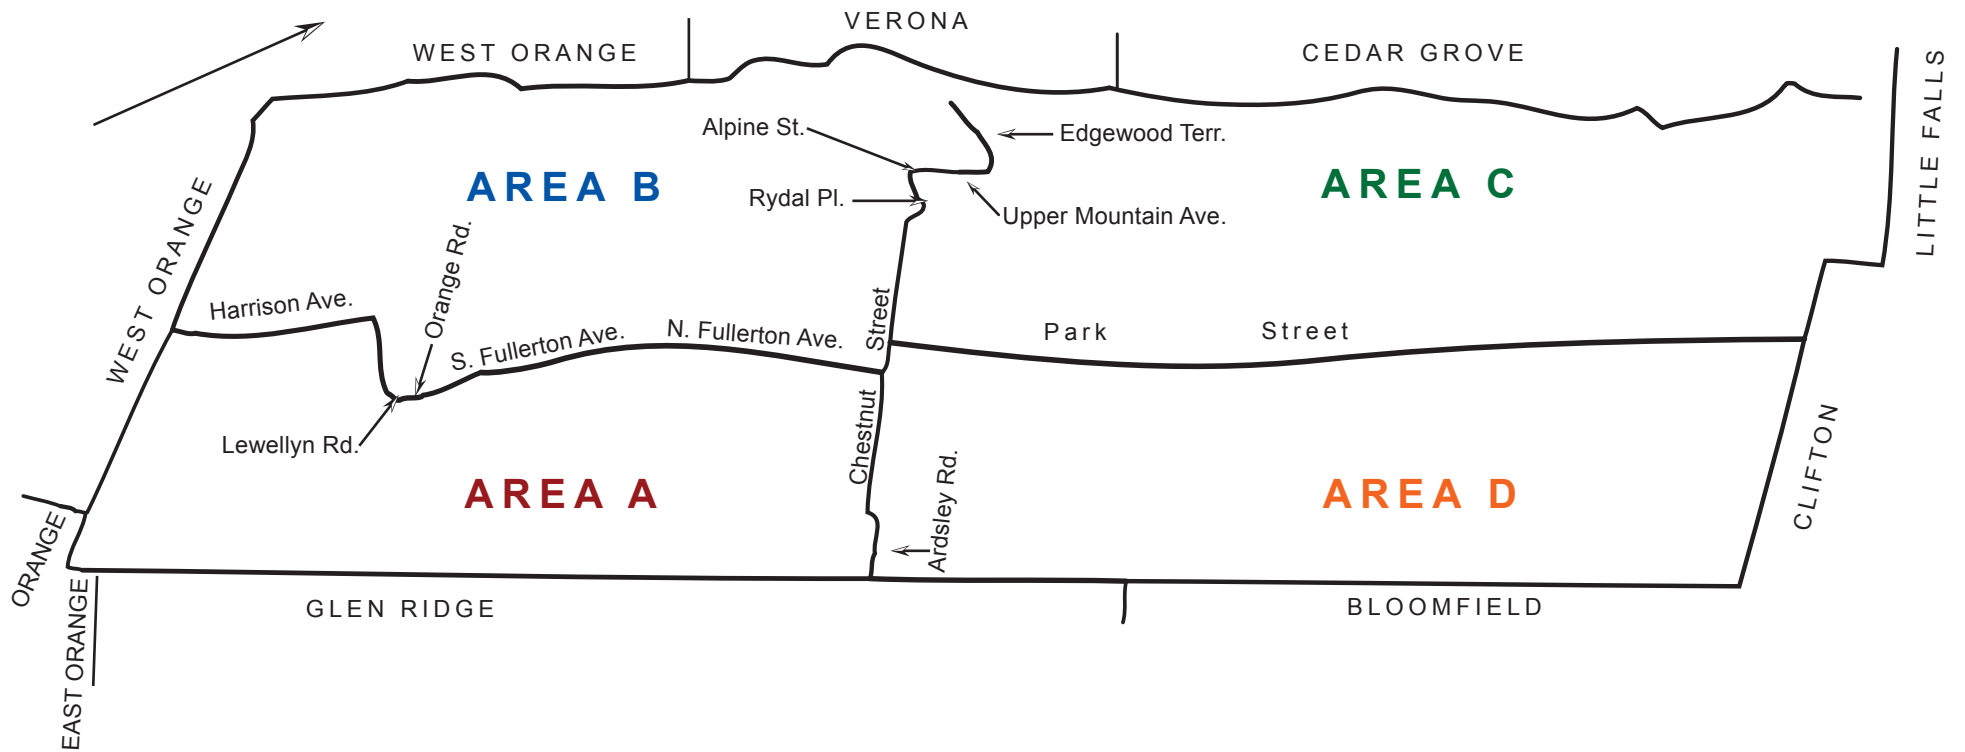 VERONA
WEST ORANGE
CEDAR GROVE
LITTLE FALLS
Alpine St.
Edgewood Terr.
AREA B
AREA C
Rydal Pl.
Upper Mountain Ave.
WEST ORANGE
Harrison Ave.
Orange Rd.
S. Fullerton Ave.
N. Fullerton Ave.
Street
Park Street
Lewellyn Rd.
Chestnut
AREA A
Ardsley Rd.
AREA D
CLIFTON
ORANGE
EAST ORANGE
GLEN RIDGE
BLOOMFIELD